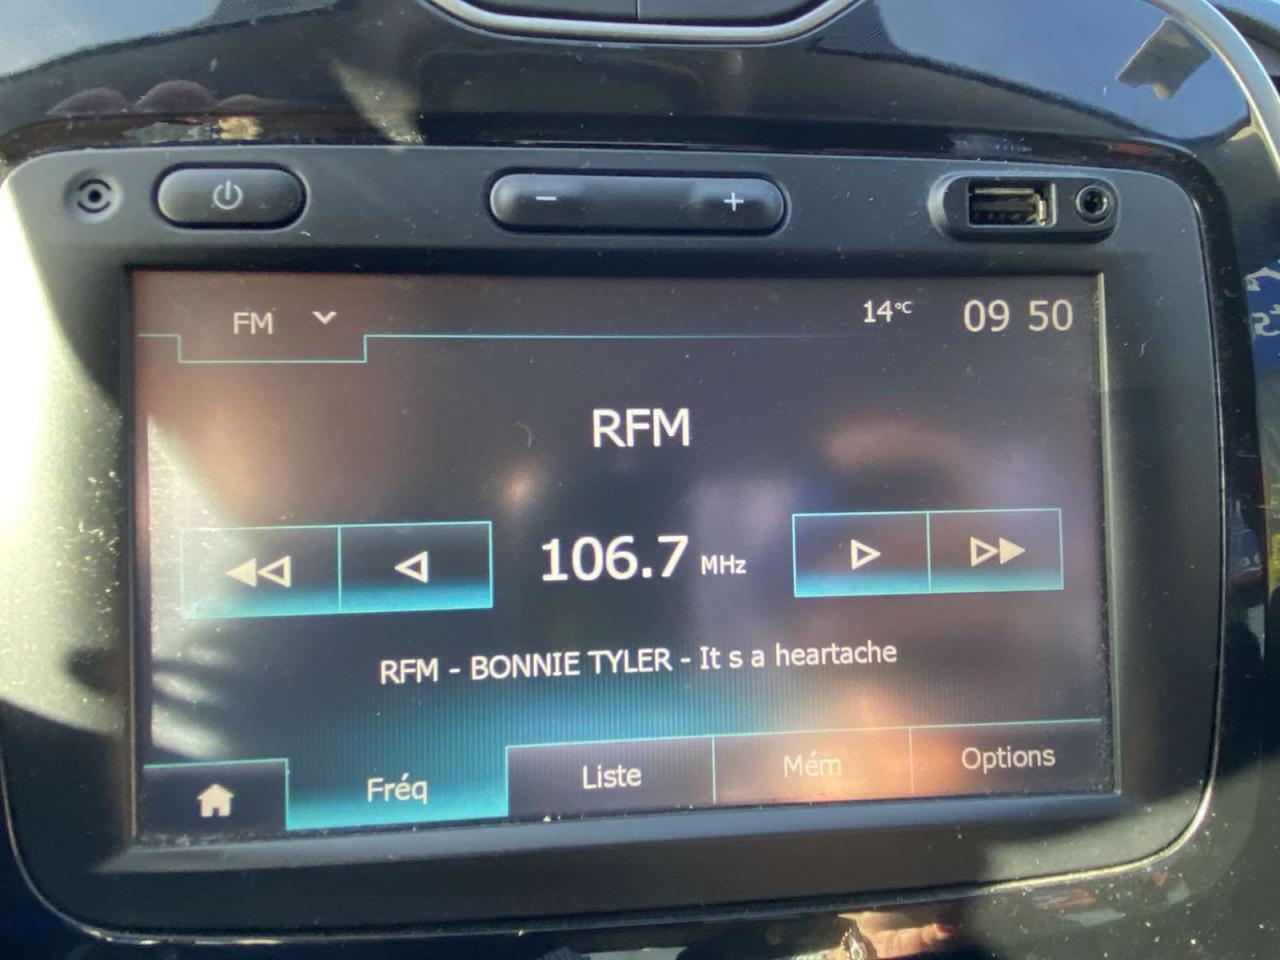 − +
FM 14°C 09 50
RFM
106.7 MHz
RFM - BONNIE TYLER - It s a heartache
Fréq Liste Mém Options